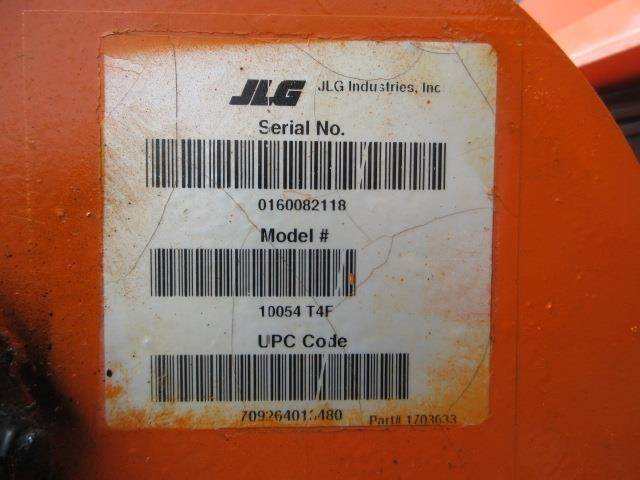 JLG JLG Industries, Inc
Serial No.
0160082118
Model #
10054 T4F
UPC Code
Part# 1703633